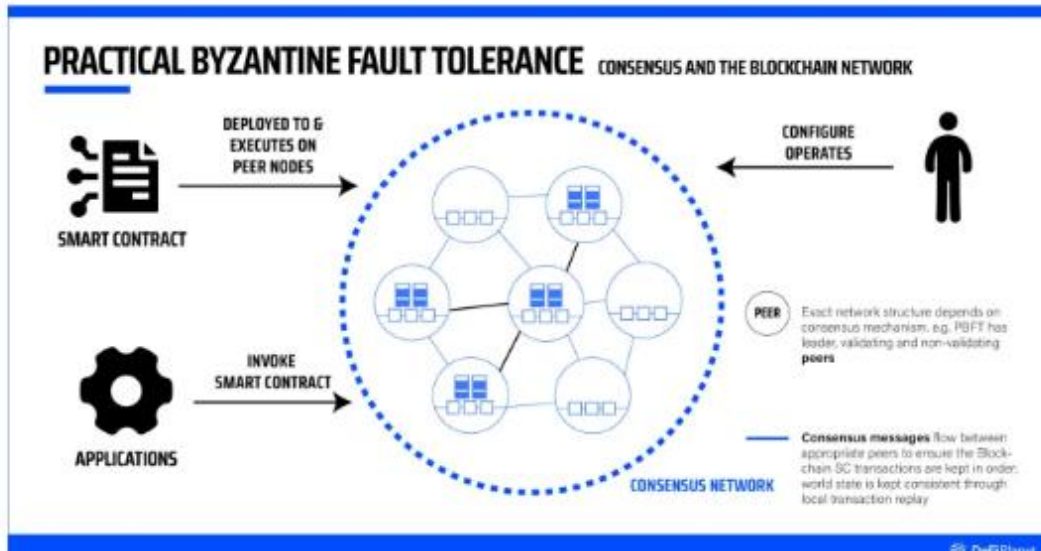 PRACTICAL BYZANTINE FAULT TOLERANCE CONSENSUS AND THE BLOCKCHAIN NETWORK
DEPLOYED TO &
EXECUTES ON
PEER NODES
SMART CONTRACT
CONFIGURE
OPERATES
PEER
Exact network structure depends on
consensus mechanism, e.g. PBFT has
leader, validating and non-validating
peers
INVOKE
SMART CONTRACT
APPLICATIONS
CONSENSUS NETWORK
Consensus messages flow between
appropriate peers to ensure the Block-
chain SC transactions are kept in order;
world state is kept consistent through
local transaction replay
DeFi Planet